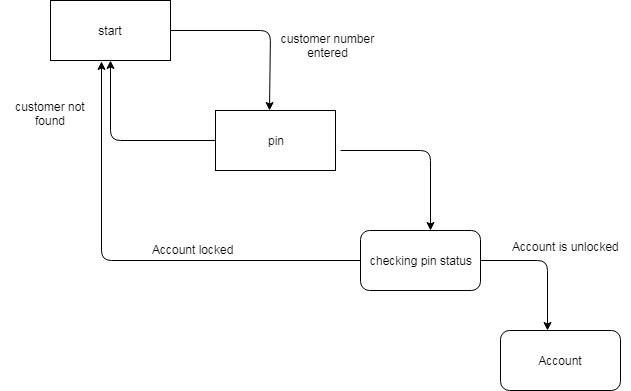 start
customer number
entered
customer not
found
pin
Account locked
checking pin status
Account is unlocked
Account